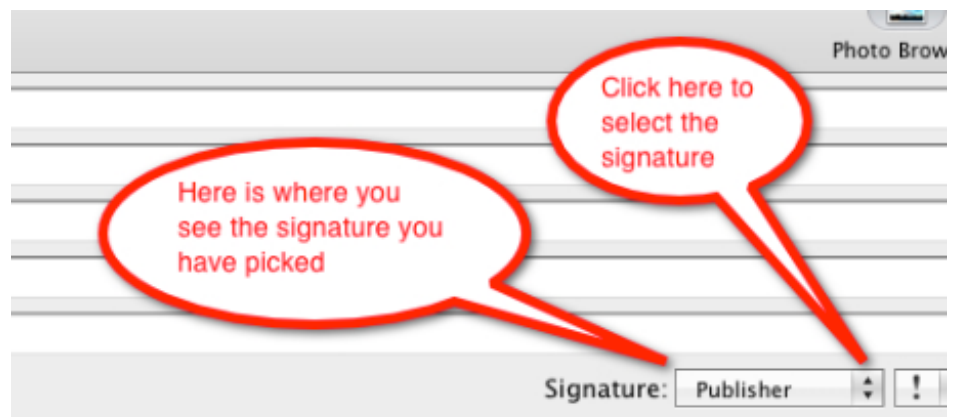 Photo Brow
Click here to
select the
signature
Here is where you
see the signature you
have picked
Signature: Publisher !